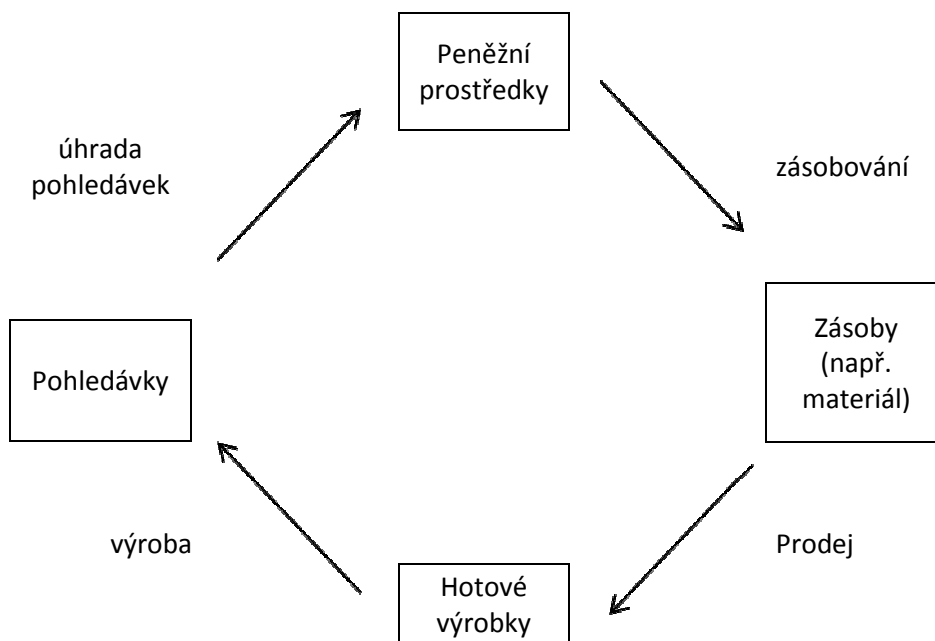 Peněžní
prostředky
úhrada
pohledávek
zásobování
Pohledávky
Zásoby
(např.
materiál)
výroba
Prodej
Hotové
výrobky